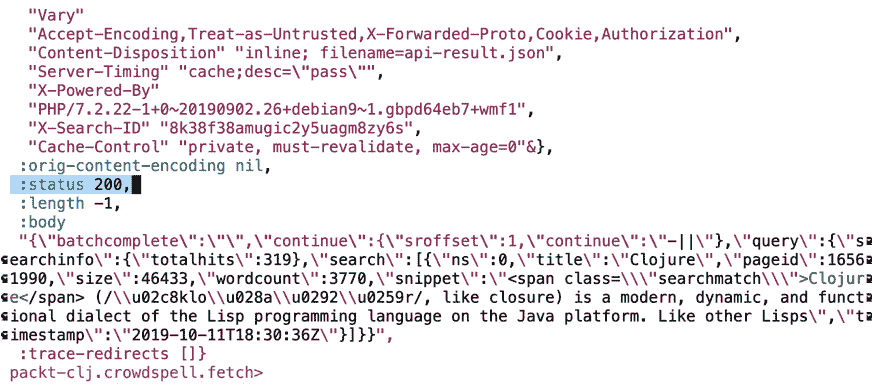 "Vary"
"Accept-Encoding,Treat-as-Untrusted,X-Forwarded-Proto,Cookie,Authorization",
"Content-Disposition" "inline; filename=api-result.json",
"Server-Timing" "cache;desc=\"pass\"",
"X-Powered-By"
"PHP/7.2.22-1+0~20190902.26+debian9~1.gbpd64eb7+wmf1",
"X-Search-ID" "8k38f38amugic2y5uagm8zy6s",
"Cache-Control" "private, must-revalidate, max-age=0"&},
:orig-content-encoding nil,
:status 200,
:length -1,
:body
"{\"batchcomplete\":\"\",\"continue\":{\"sroffset\":1,\"continue\":\"-||\"},\"query\":{\"s
earchinfo\":{\"totalhits\":319},\"search\":[{\"ns\":0,\"title\":\"Clojure\",\"pageid\":1656
1990,\"size\":46433,\"wordcount\":3770,\"snippet\":\"<span class=\\\"searchmatch\\\">Clojur
e</span> (/\\u02c8klo\\u028a\\u0292\\u0259r/, like closure) is a modern, dynamic, and funct
ional dialect of the Lisp programming language on the Java platform. Like other Lisps\",\"t
imestamp\":\"2019-10-11T18:30:36Z\"}]}}",
:trace-redirects []}
packt-clj.crowdspell.fetch>